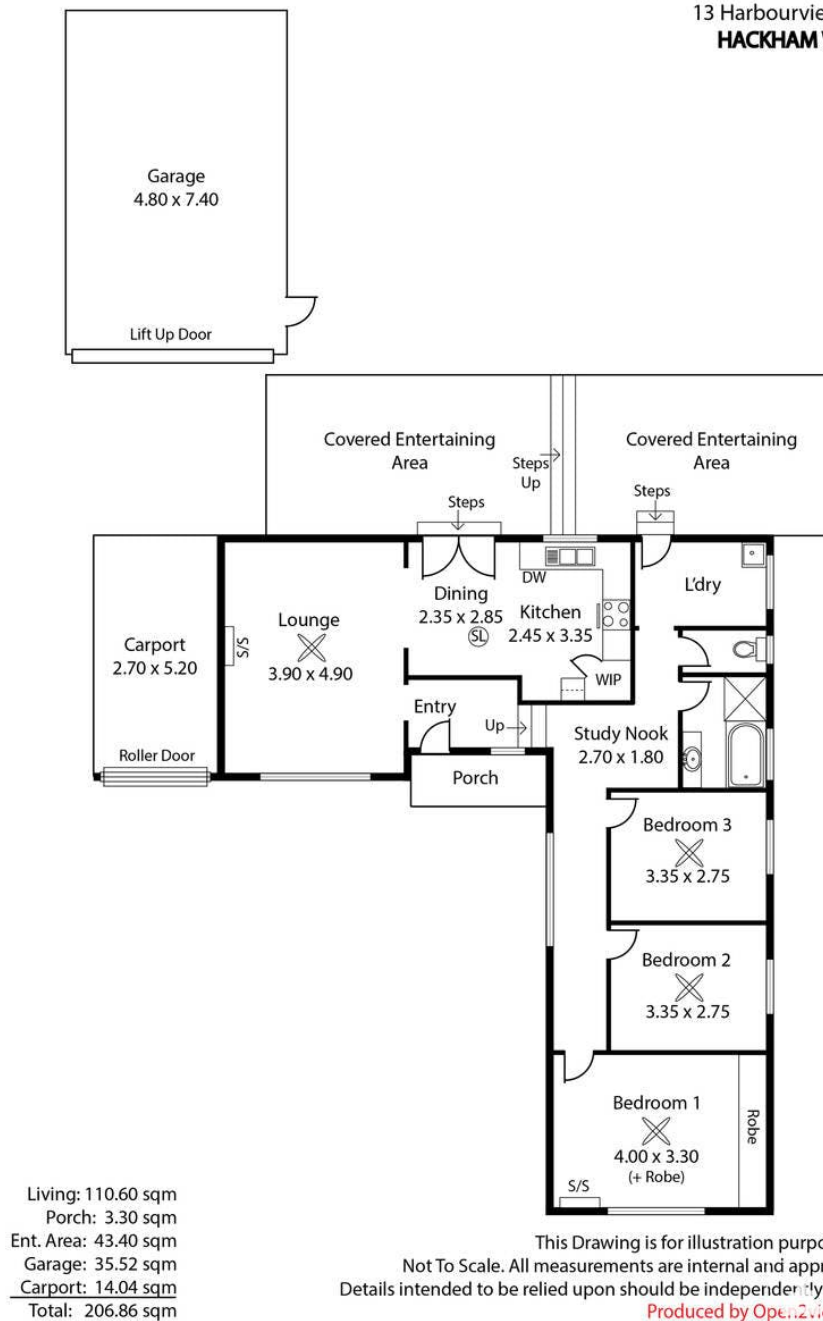 13 Harbourvie
HACKHAM
Garage
4.80 x 7.40
Lift Up Door
Covered Entertaining
Area
Steps
Up
Covered Entertaining
Area
Steps
Steps
Carport
2.70 x 5.20
Roller Door
S/S
Lounge
3.90 x 4.90
Dining
2.35 x 2.85
SL
DW
Kitchen
2.45 x 3.35
WIP
L'dry
Entry
Up
Porch
Study Nook
2.70 x 1.80
Bedroom 3
3.35 x 2.75
Bedroom 2
3.35 x 2.75
Bedroom 1
4.00 x 3.30
(+ Robe)
Robe
S/S
Living: 110.60 sqm
Porch: 3.30 sqm
Ent. Area: 43.40 sqm
Garage: 35.52 sqm
Carport: 14.04 sqm
Total: 206.86 sqm
This Drawing is for illustration purpo
Not To Scale. All measurements are internal and appr
Details intended to be relied upon should be independently
Produced by Open2vie